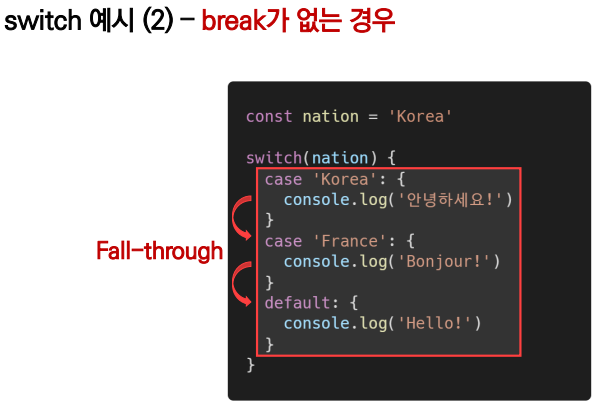 switch 예시 (2) - break가 없는 경우
const nation = 'Korea'
switch(nation) {
case 'Korea': {
console.log('안녕하세요!')
}
case 'France': {
console.log('Bonjour!')
}
default: {
console.log('Hello!')
}
}
Fall-through